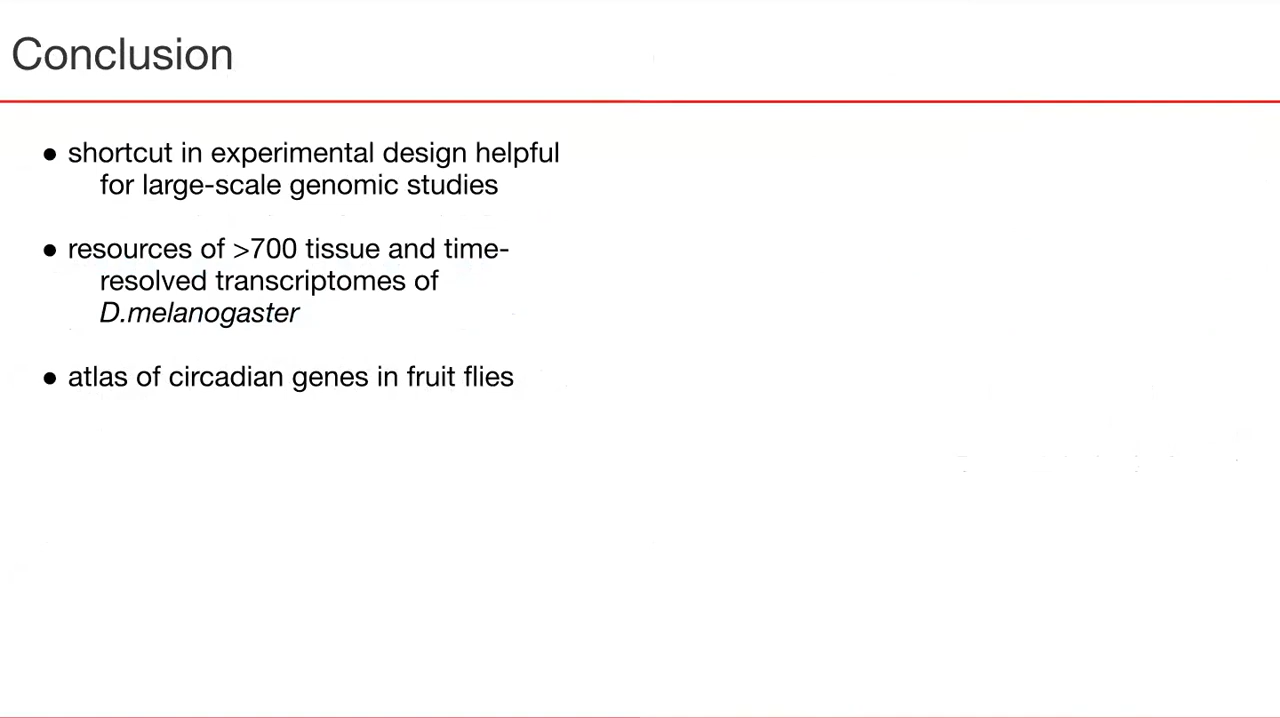 Conclusion
● shortcut in experimental design helpful
for large-scale genomic studies
● resources of >700 tissue and time-
resolved transcriptomes of
D.melanogaster
● atlas of circadian genes in fruit flies